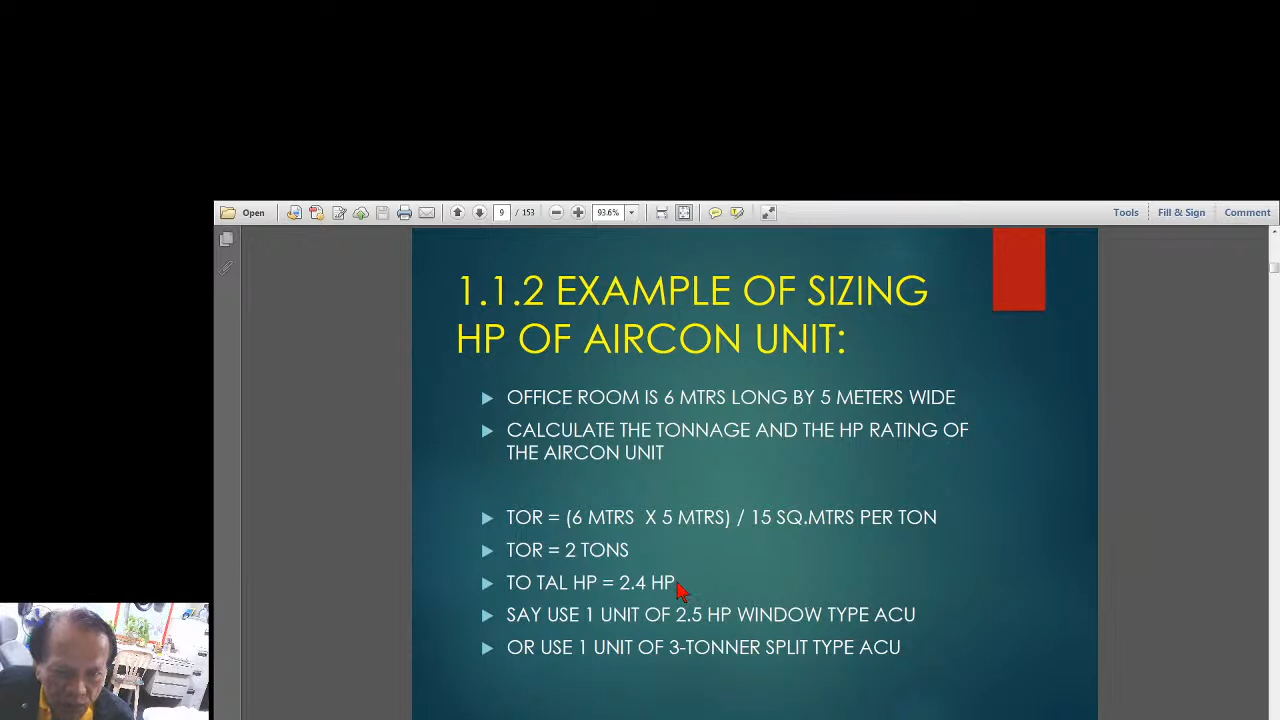 Open
9 / 153
93.6%
Tools
Fill & Sign
Comment
1.1.2 EXAMPLE OF SIZING
HP OF AIRCON UNIT:
OFFICE ROOM IS 6 MTRS LONG BY 5 METERS WIDE
CALCULATE THE TONNAGE AND THE HP RATING OF
THE AIRCON UNIT
TOR = (6 MTRS X 5 MTRS) / 15 SQ.MTRS PER TON
TOR = 2 TONS
TO TAL HP = 2.4 HP
SAY USE 1 UNIT OF 2.5 HP WINDOW TYPE ACU
OR USE 1 UNIT OF 3-TONNER SPLIT TYPE ACU